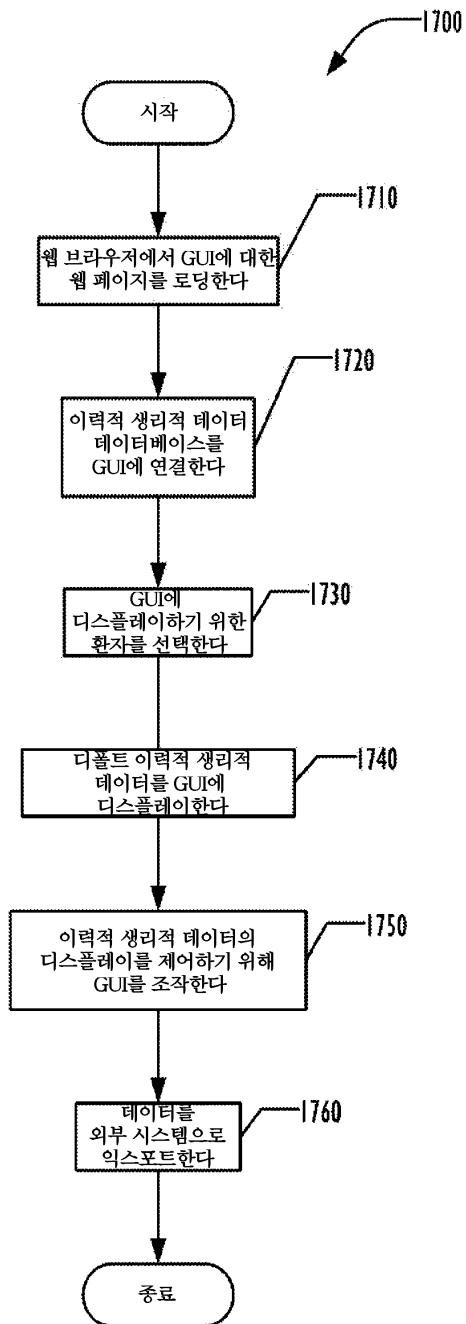 1700
시작
1710
웹 브라우저에서 GUI에 대한
웹 페이지를 로딩한다
1720
이력적 생리적 데이터
데이터베이스를
GUI에 연결한다
1730
GUI에
디스플레이하기 위한
환자를 선택한다
1740
디폴트 이력적 생리적
데이터를 GUI에
디스플레이한다
1750
이력적 생리적 데이터의
디스플레이를 제어하기 위해
GUI를 조작한다
1760
데이터를
외부 시스템으로
익스포트한다
종료